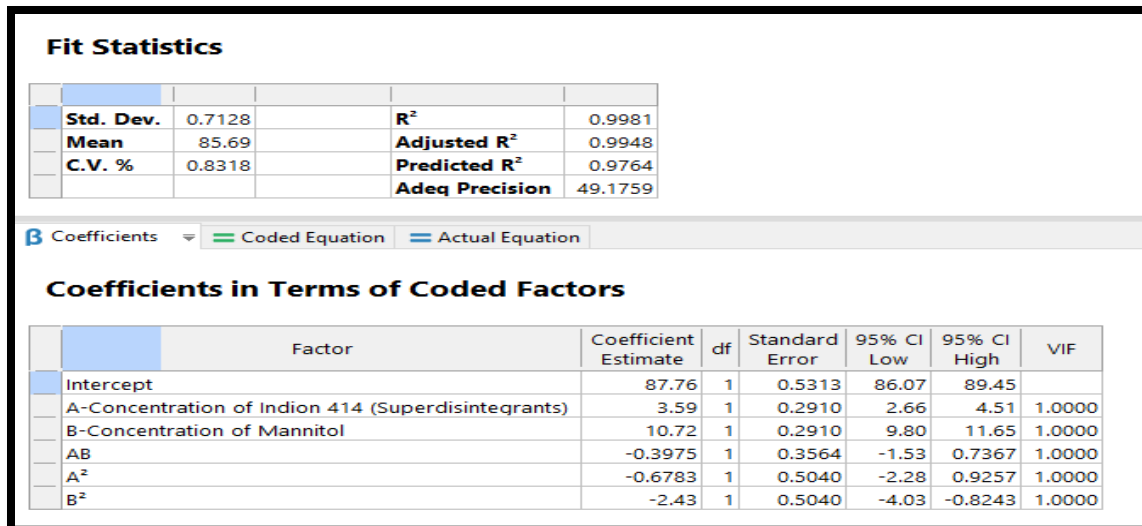 Fit Statistics
Std. Dev. 0.7128 R² 0.9981
Mean 85.69 Adjusted R² 0.9948
C.V. % 0.8318 Predicted R² 0.9764
Adeq Precision 49.1759
β Coefficients Coded Equation Actual Equation
Coefficients in Terms of Coded Factors
Factor Coefficient Estimate df Standard Error 95% CI Low 95% CI High VIF
Intercept 87.76 1 0.5313 86.07 89.45
A-Concentration of Indion 414 (Superdisintegrants) 3.59 1 0.2910 2.66 4.51 1.0000
B-Concentration of Mannitol 10.72 1 0.2910 9.80 11.65 1.0000
AB -0.3975 1 0.3564 -1.53 0.7367 1.0000
A² -0.6783 1 0.5040 -2.28 0.9257 1.0000
B² -2.43 1 0.5040 -4.03 -0.8243 1.0000